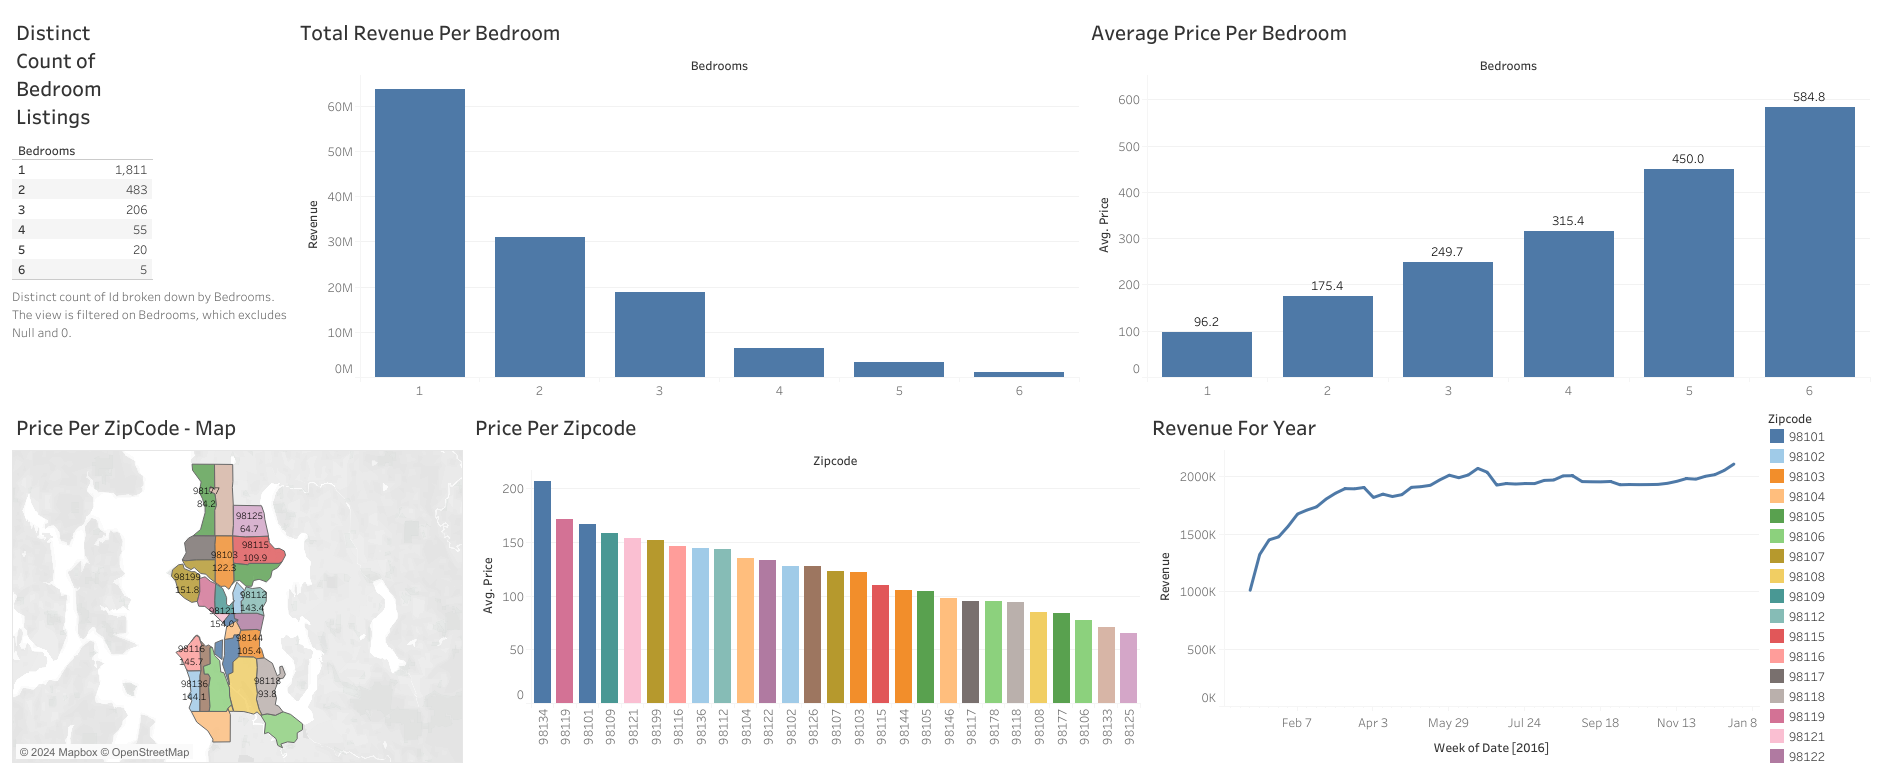 Distinct
Count of
Bedroom
Listings
Bedrooms
1 1,811
2 483
3 206
4 55
5 20
6 5
Distinct count of Id broken down by Bedrooms.
The view is filtered on Bedrooms, which excludes
Null and 0.
Total Revenue Per Bedroom
Bedrooms
Revenue
60M
50M
40M
30M
20M
10M
0M
1 2 3 4 5 6
Average Price Per Bedroom
Bedrooms
Avg. Price
600
500
400
300
200
100
0
96.2
175.4
249.7
315.4
450.0
584.8
1 2 3 4 5 6
Price Per ZipCode - Map
98177
84.2
98125
64.7
98115
109.9
98103
122.3
98199
151.8
98112
143.4
98121
154.0
98144
105.4
98116
145.7
98136
144.1
98118
93.8
© 2024 Mapbox © OpenStreetMap
Price Per Zipcode
Zipcode
Avg. Price
200
150
100
50
0
98134 98119 98101 98109 98121 98199 98116 98136 98112 98104 98122 98102 98126 98107 98103 98115 98144 98105 98146 98117 98178 98118 98108 98177 98106 98133 98125
Revenue For Year
Revenue
2000K
1500K
1000K
500K
0K
Feb 7 Apr 3 May 29 Jul 24 Sep 18 Nov 13 Jan 8
Week of Date [2016]
Zipcode
98101
98102
98103
98104
98105
98106
98107
98108
98109
98112
98115
98116
98117
98118
98119
98121
98122